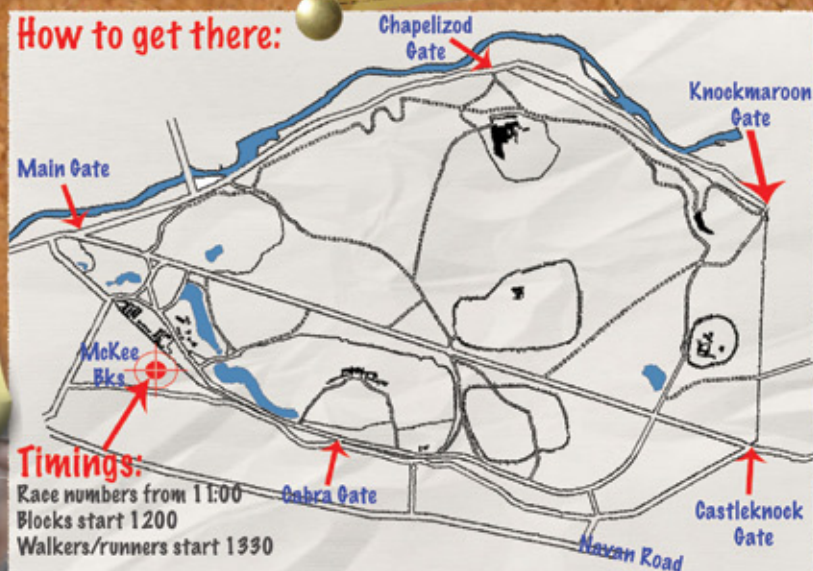 How to get there:
Chapelizod
Gate
Knockmaroon
Gate
Main Gate
McKee
Bks
Timings:
Race numbers from 11:00
Blocks start 1200
Walkers/runners start 1330
Cabra Gate
Castleknock
Gate
Navan Road